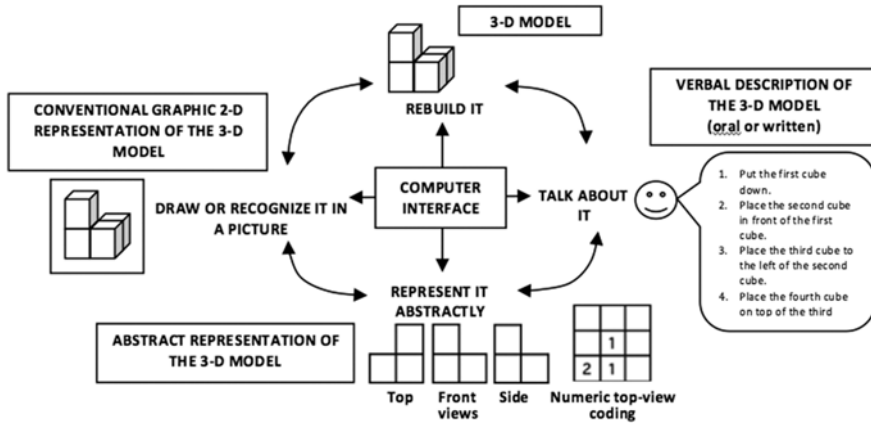 3-D MODEL
REBUILD IT
CONVENTIONAL GRAPHIC 2-D
REPRESENTATION OF THE 3-D
MODEL
VERBAL DESCRIPTION OF
THE 3-D MODEL
(oral or written)
DRAW OR RECOGNIZE IT IN
A PICTURE
COMPUTER
INTERFACE
TALK ABOUT
IT
1. Put the first cube
down.
2. Place the second cube
in front of the first
cube.
3. Place the third cube to
the left of the second
cube.
4. Place the fourth cube
on top of the third
REPRESENT IT
ABSTRACTLY
ABSTRACT REPRESENTATION OF
THE 3-D MODEL
1
2 1
Top
Front
views
Side
Numeric top-view
coding